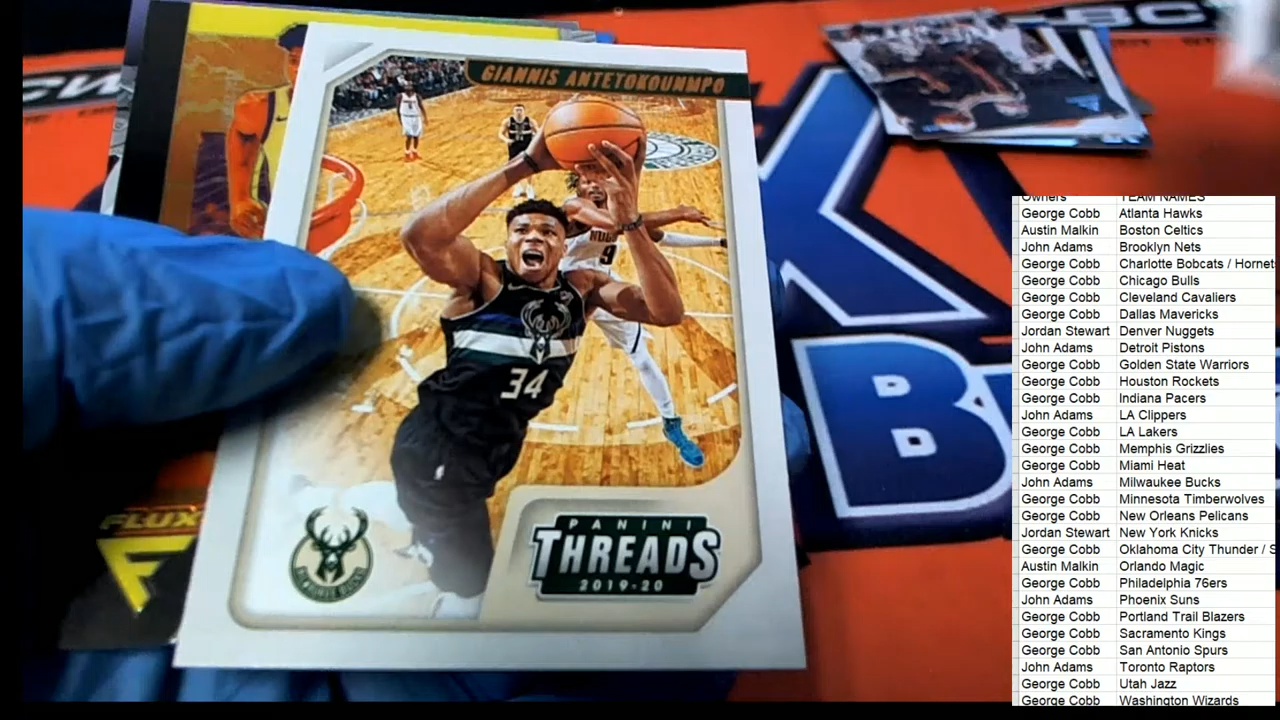 GIANNIS ANTETOKOUNMPO
34
9
PANINI
THREADS
2019-20
FLUX
Owners TEAM NAMES
George Cobb Atlanta Hawks
Austin Malkin Boston Celtics
John Adams Brooklyn Nets
George Cobb Charlotte Bobcats / Hornet
George Cobb Chicago Bulls
George Cobb Cleveland Cavaliers
George Cobb Dallas Mavericks
Jordan Stewart Denver Nuggets
John Adams Detroit Pistons
George Cobb Golden State Warriors
George Cobb Houston Rockets
George Cobb Indiana Pacers
John Adams LA Clippers
George Cobb LA Lakers
George Cobb Memphis Grizzlies
George Cobb Miami Heat
John Adams Milwaukee Bucks
George Cobb Minnesota Timberwolves
George Cobb New Orleans Pelicans
Jordan Stewart New York Knicks
George Cobb Oklahoma City Thunder / S
Austin Malkin Orlando Magic
George Cobb Philadelphia 76ers
John Adams Phoenix Suns
George Cobb Portland Trail Blazers
George Cobb Sacramento Kings
George Cobb San Antonio Spurs
John Adams Toronto Raptors
George Cobb Utah Jazz
George Cobb Washington Wizards